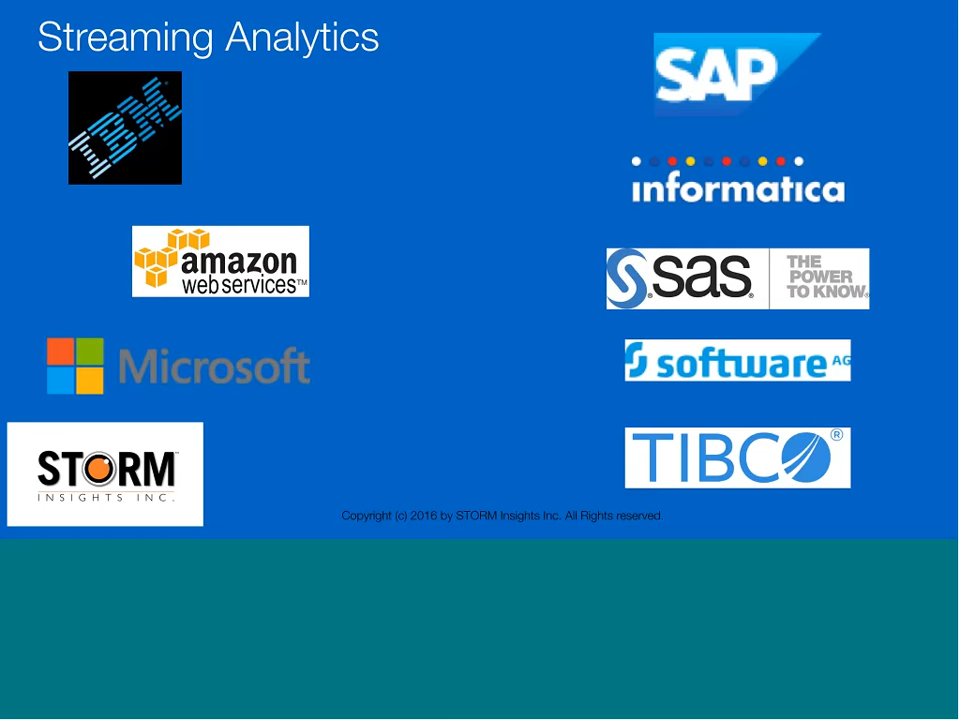 Streaming Analytics
IBM
amazon
web services™
Microsoft
STORM™
INSIGHTS INC.
SAP
informatica
sas®
THE
POWER
TO KNOW®
software AG
TIBCO®
Copyright (c) 2016 by STORM Insights Inc. All Rights reserved.